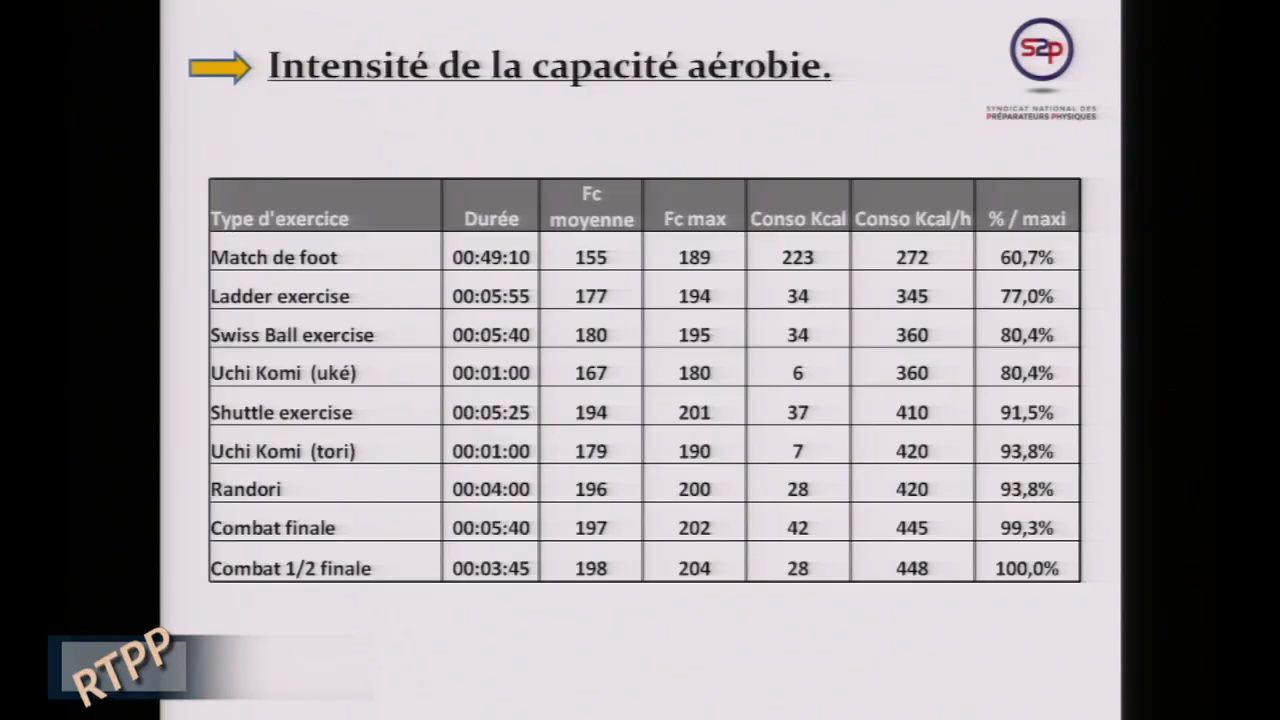 Intensité de la capacité aérobie.
S2P
SYNDICAT NATIONAL DES
PRÉPARATEURS PHYSIQUES
Type d'exercice Durée Fc moyenne Fc max Conso Kcal Conso Kcal/h % / maxi
Match de foot 00:49:10 155 189 223 272 60,7%
Ladder exercise 00:05:55 177 194 34 345 77,0%
Swiss Ball exercise 00:05:40 180 195 34 360 80,4%
Uchi Komi (uké) 00:01:00 167 180 6 360 80,4%
Shuttle exercise 00:05:25 194 201 37 410 91,5%
Uchi Komi (tori) 00:01:00 179 190 7 420 93,8%
Randori 00:04:00 196 200 28 420 93,8%
Combat finale 00:05:40 197 202 42 445 99,3%
Combat 1/2 finale 00:03:45 198 204 28 448 100,0%
RTPP